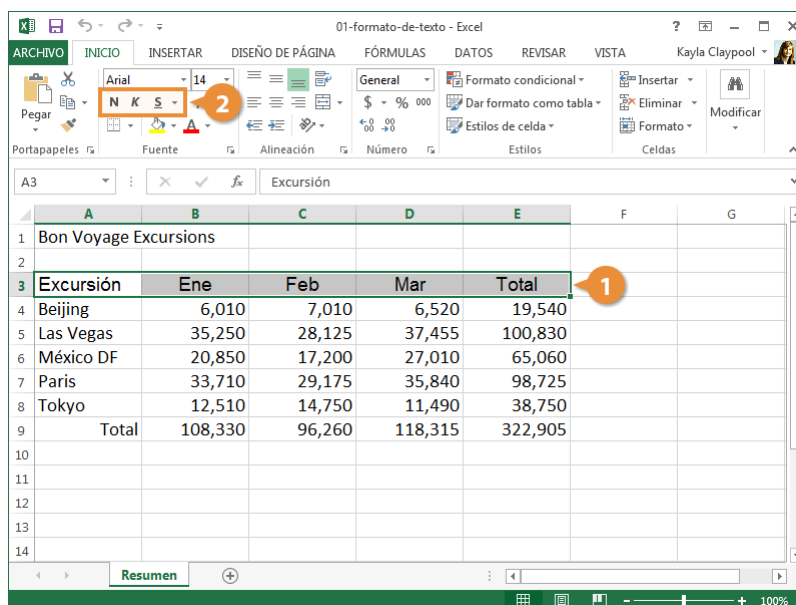 01-formato-de-texto - Excel
ARCHIVO INICIO INSERTAR DISEÑO DE PÁGINA FÓRMULAS DATOS REVISAR VISTA Kayla Claypool
Arial 14 General Formato condicional Insertar
Pegar N K S 2 $ % 000 Dar formato como tabla Eliminar Modificar
A Estilos de celda Formato
Portapapeles Fuente Alineación Número Estilos Celdas
A3 fx Excursión
A B C D E F G
1 Bon Voyage Excursions
2
3 Excursión Ene Feb Mar Total 1
4 Beijing 6,010 7,010 6,520 19,540
5 Las Vegas 35,250 28,125 37,455 100,830
6 México DF 20,850 17,200 27,010 65,060
7 Paris 33,710 29,175 35,840 98,725
8 Tokyo 12,510 14,750 11,490 38,750
9 Total 108,330 96,260 118,315 322,905
10
11
12
13
14
Resumen
100%